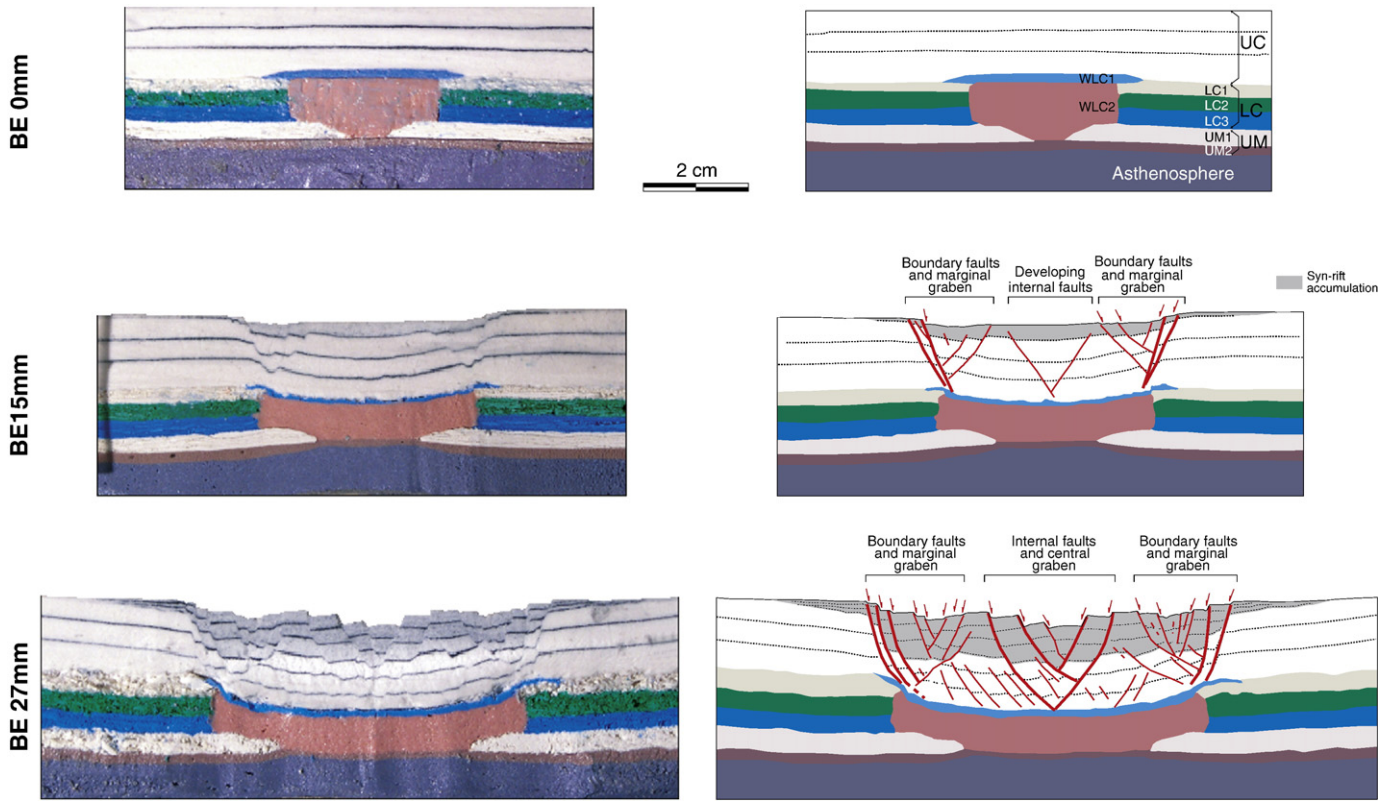 BE 0mm
2 cm
UC
WLC1
LC1
WLC2
LC2
LC
LC3
UM1
UM
UM2
Asthenosphere
BE15mm
Boundary faults
and marginal
graben
Developing
internal faults
Boundary faults
and marginal
graben
Syn-rift
accumulation
BE 27mm
Boundary faults
and marginal
graben
Internal faults
and central
graben
Boundary faults
and marginal
graben